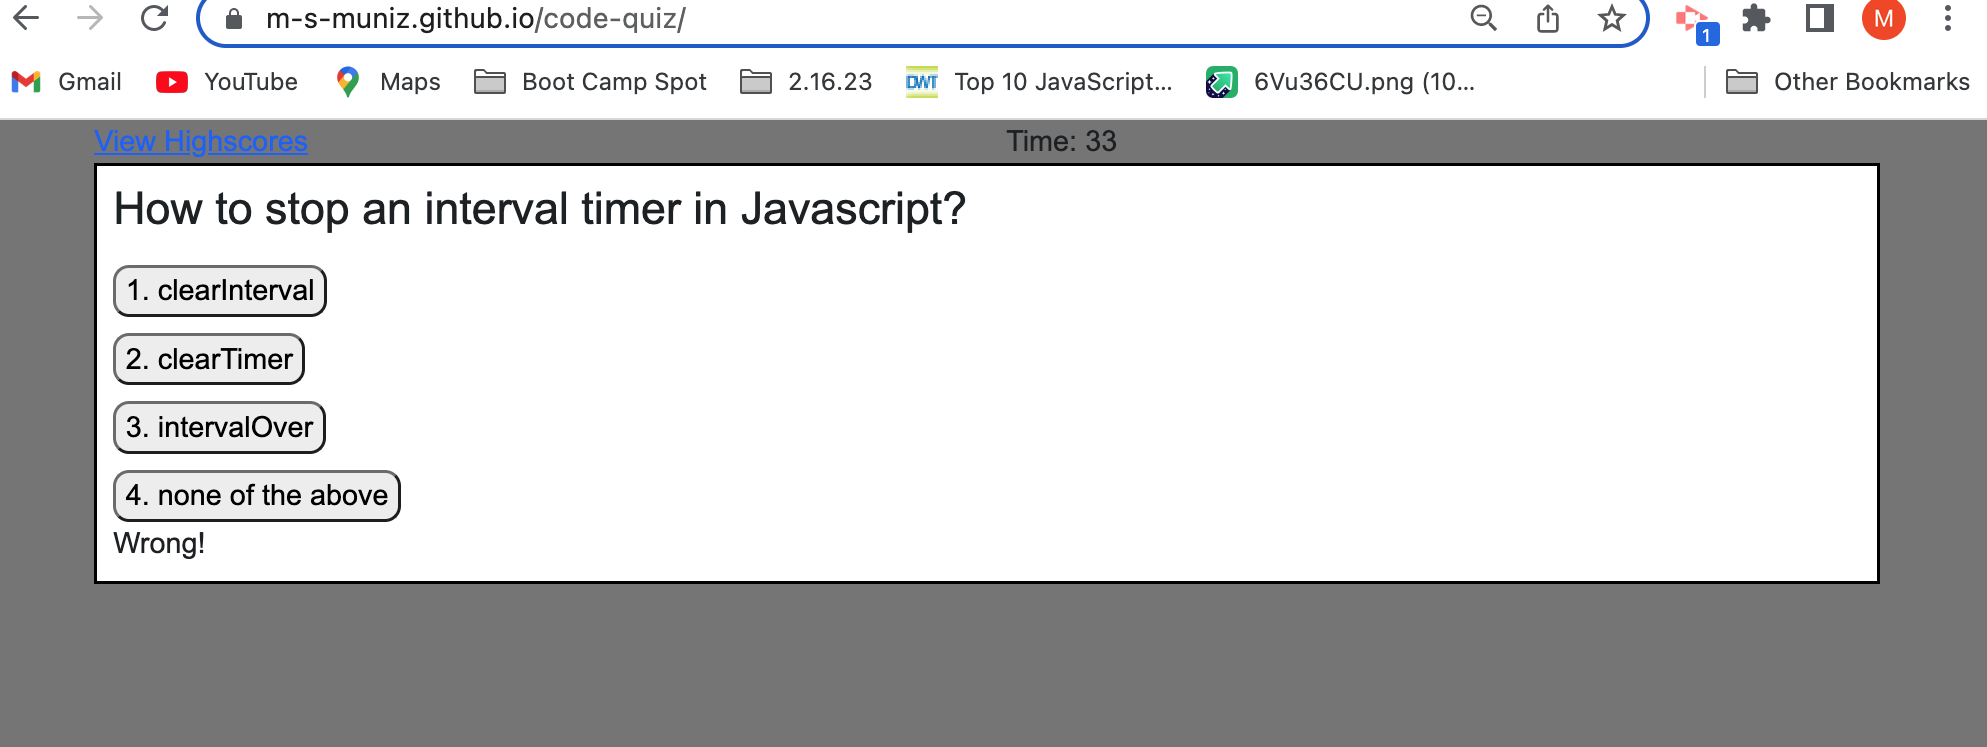 m-s-muniz.github.io/code-quiz/
1
M
Gmail YouTube Maps Boot Camp Spot 2.16.23 DWT Top 10 JavaScript... 6Vu36CU.png (10... Other Bookmarks
View Highscores Time: 33
How to stop an interval timer in Javascript?
1. clearInterval
2. clearTimer
3. intervalOver
4. none of the above
Wrong!